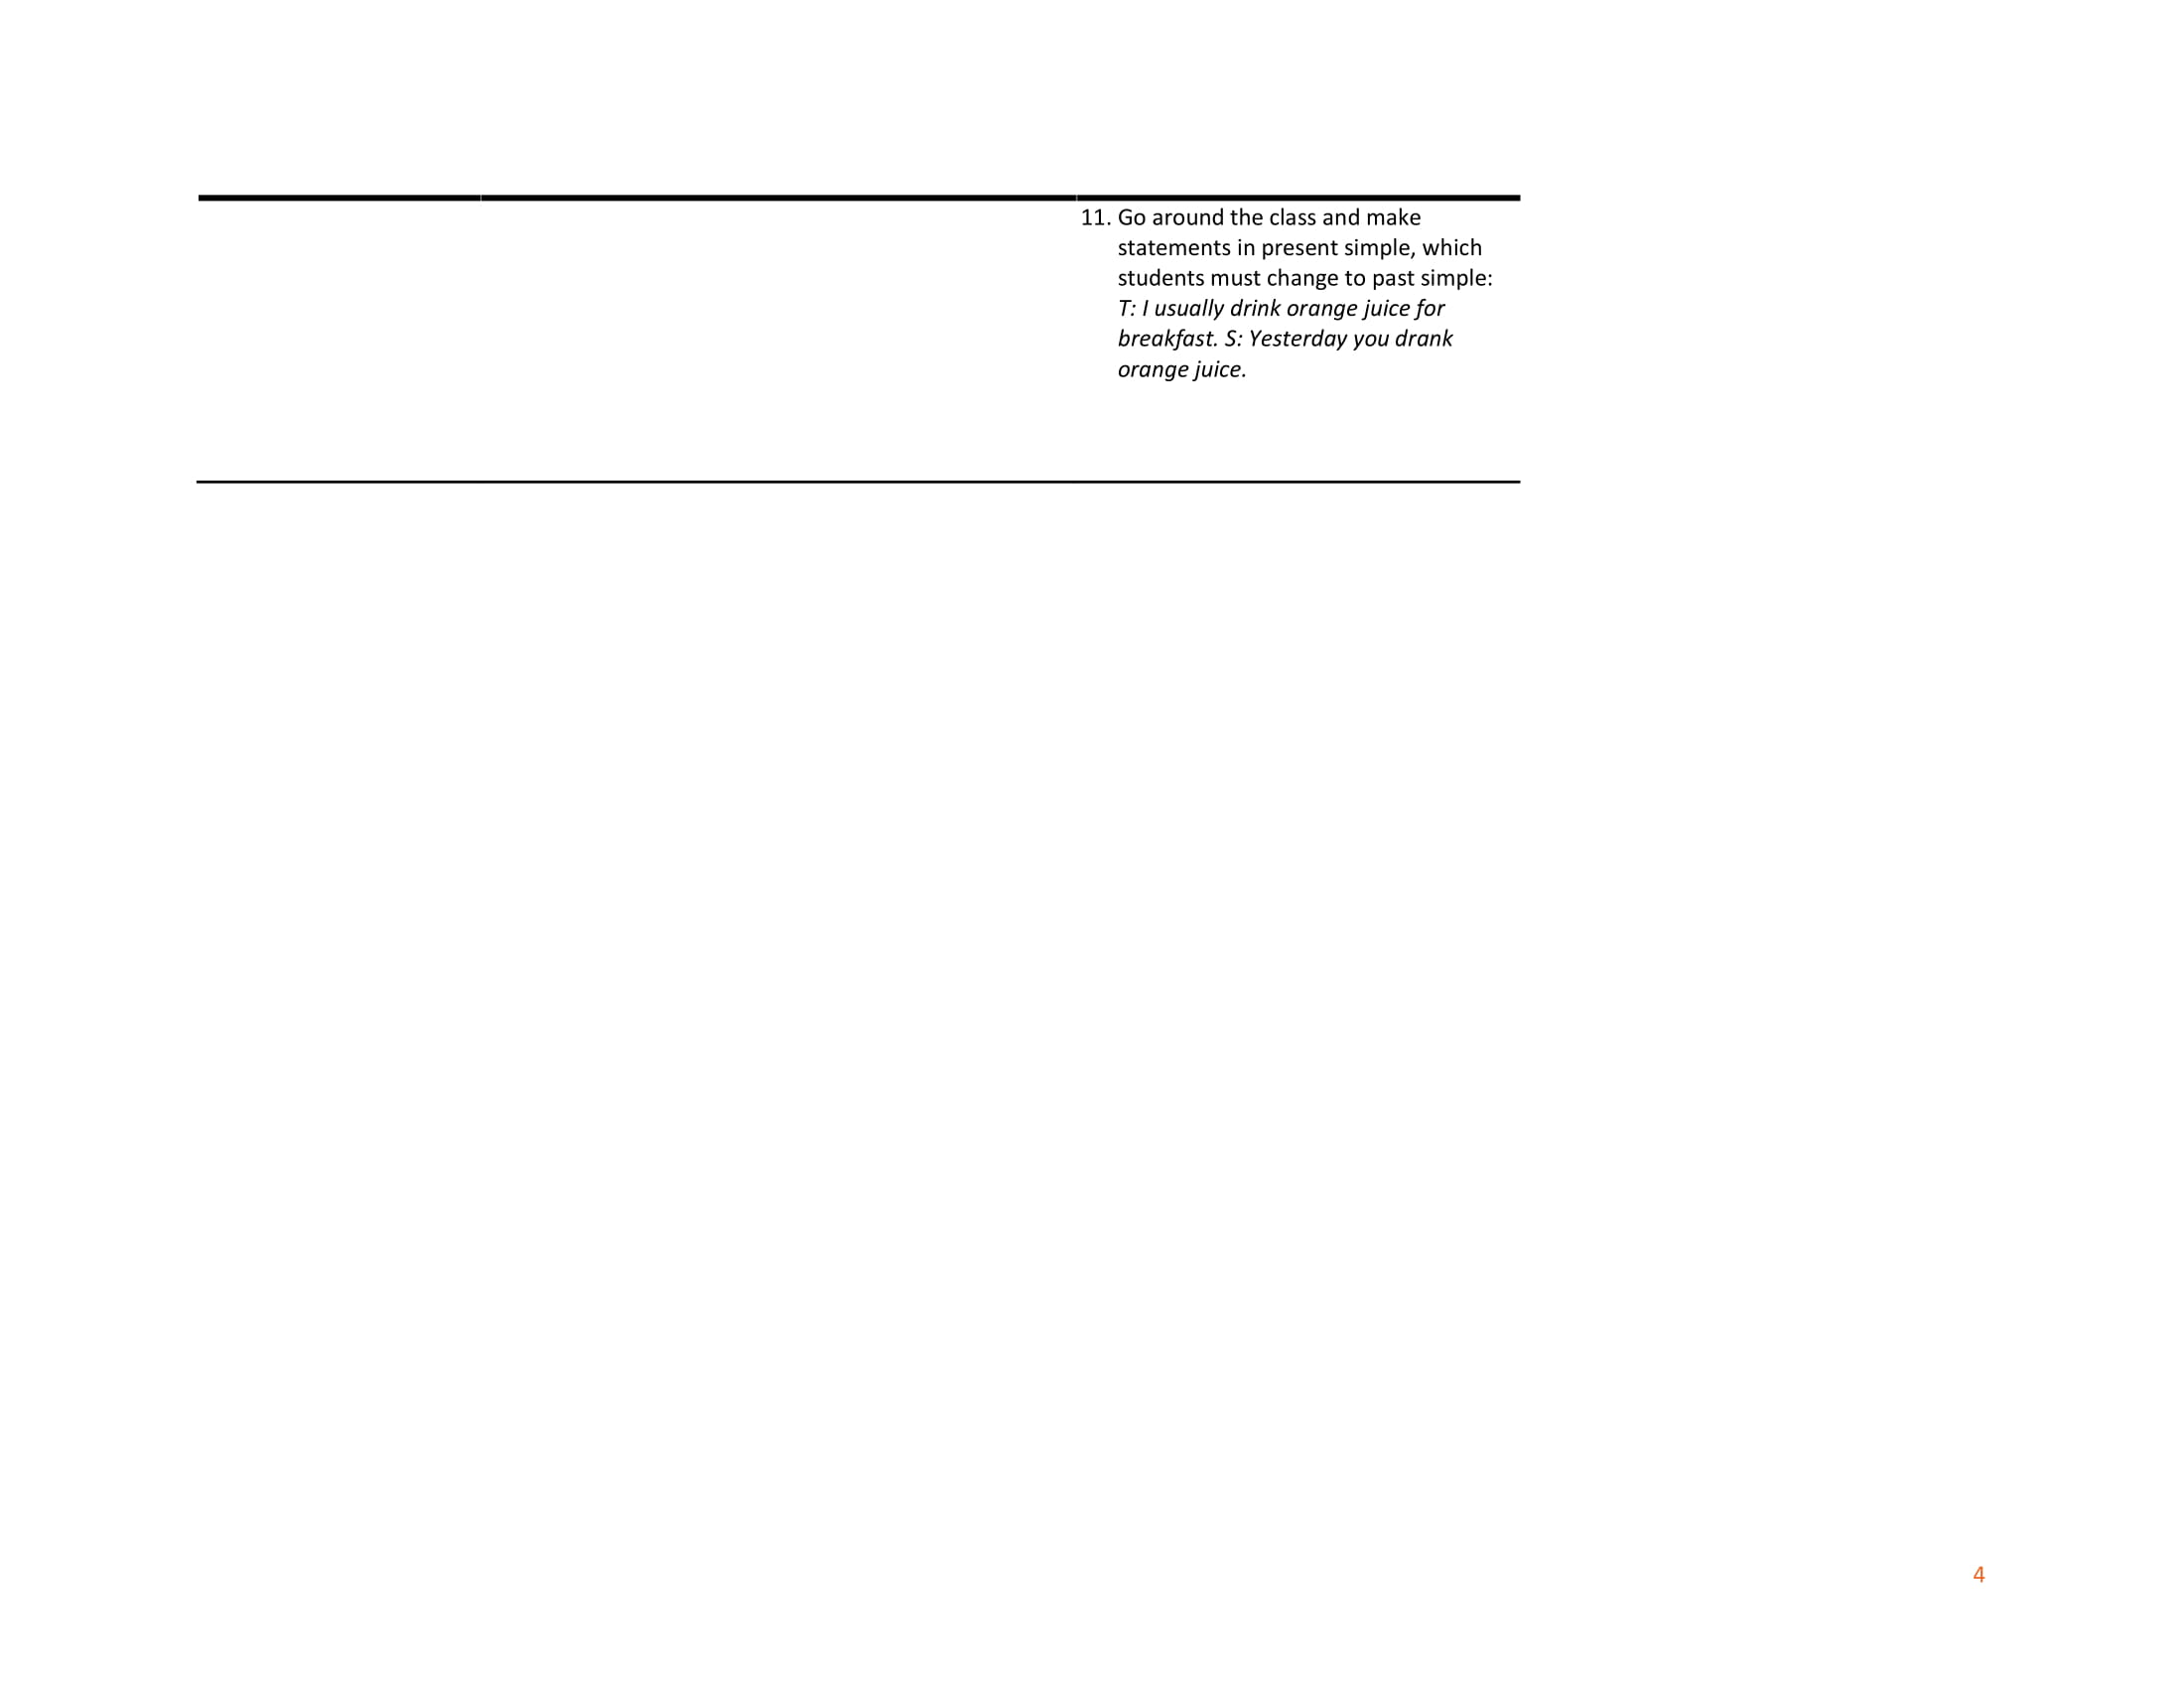 11. Go around the class and make
statements in present simple, which
students must change to past simple:
T: I usually drink orange juice for
breakfast. S: Yesterday you drank
orange juice.
4